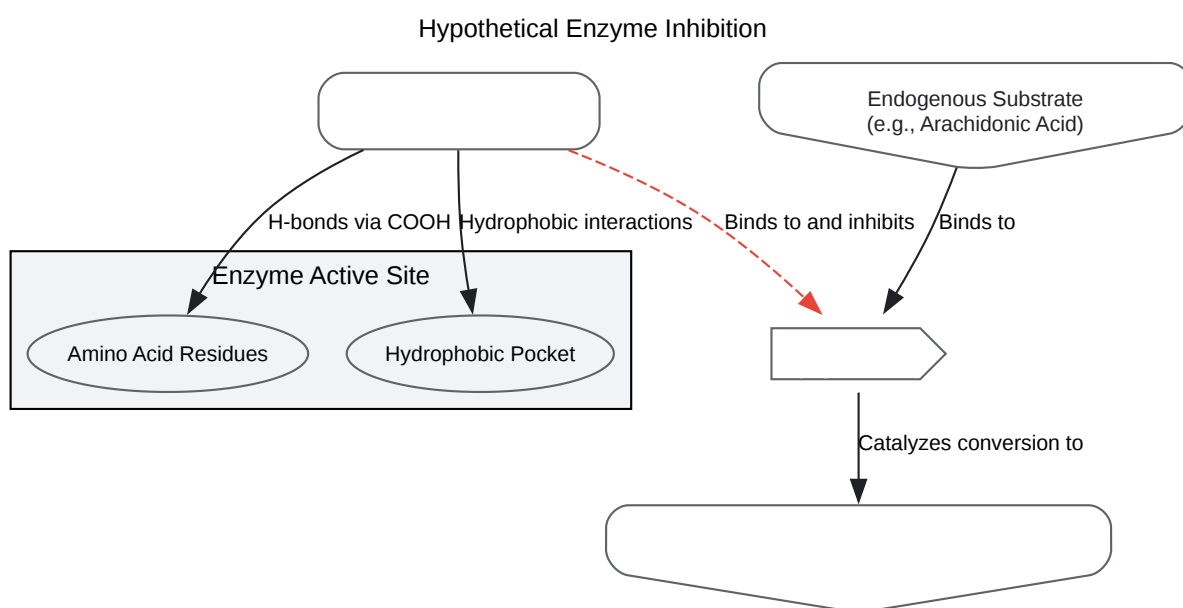 Hypothetical Enzyme Inhibition
Endogenous Substrate
(e.g., Arachidonic Acid)
H-bonds via COOH
Hydrophobic interactions
Binds to and inhibits
Binds to
Enzyme Active Site
Amino Acid Residues
Hydrophobic Pocket
Catalyzes conversion to